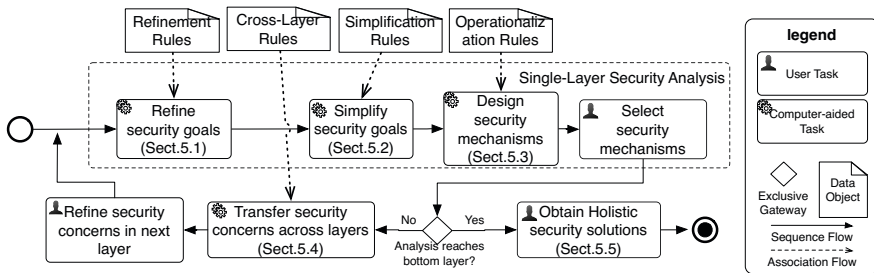 Refinement
Rules
Cross-Layer
Rules
Simplification
Rules
Operationaliz
ation Rules
Single-Layer Security Analysis
Refine
security goals
(Sect.5.1)
Simplify
security goals
(Sect.5.2)
Design
security
mechanisms
(Sect.5.3)
Select
security
mechanisms
Refine security
concerns in next
layer
Transfer security
concerns across layers
(Sect.5.4)
No
Yes
Analysis reaches
bottom layer?
Obtain Holistic
security solutions
(Sect.5.5)
legend
User Task
Computer-aided
Task
Exclusive
Gateway
Data
Object
Sequence Flow
Association Flow